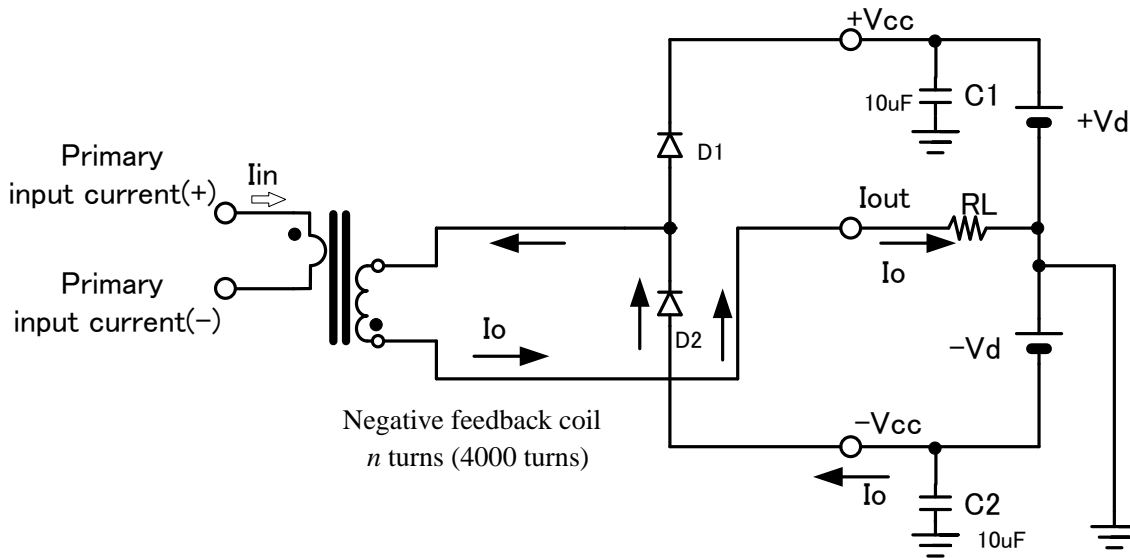 +Vcc
10uF
C1
+Vd
D1
Primary
input current(+)
Iin
Iout
RL
Io
Primary
input current(-)
Io
D2
-Vd
Negative feedback coil
n turns (4000 turns)
-Vcc
Io
C2
10uF